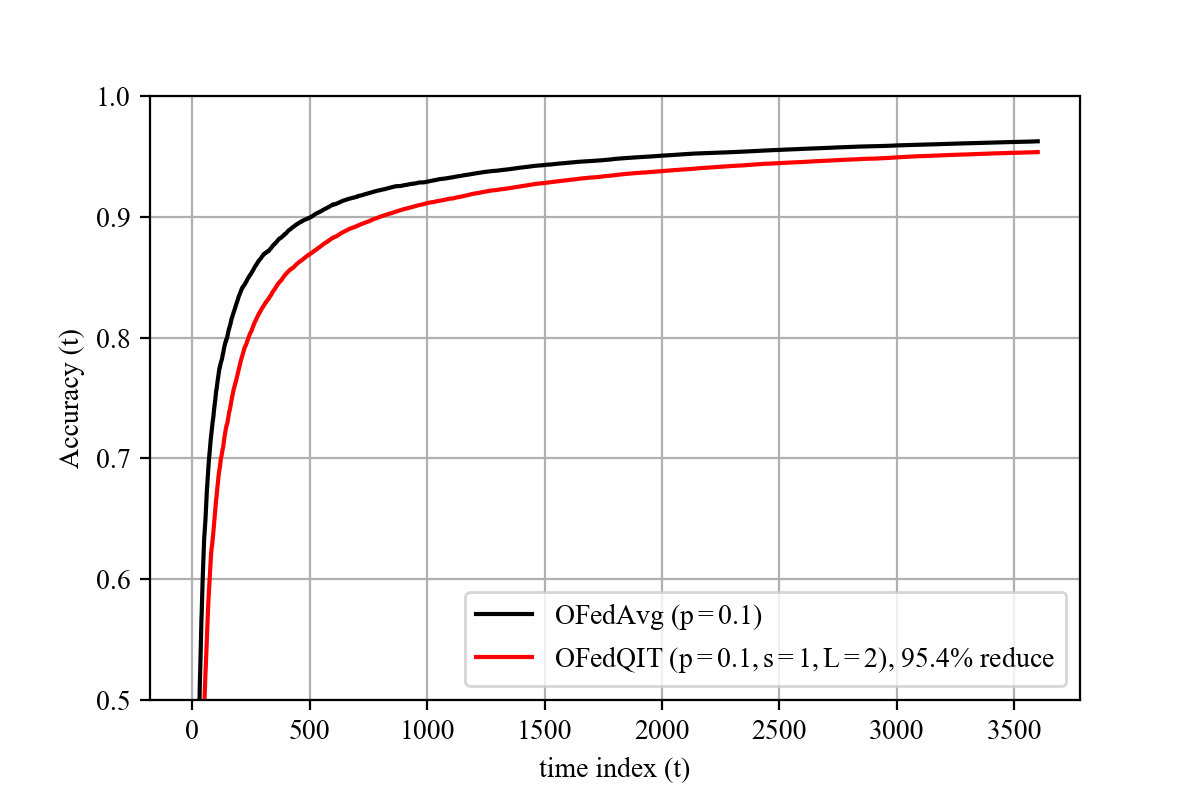 1.0
0.9
0.8
0.7
0.6
0.5
Accuracy (t)
OFedAvg (p=0.1)
OFedQIT (p=0.1, s=1, L=2), 95.4% reduce
0 500 1000 1500 2000 2500 3000 3500
time index (t)